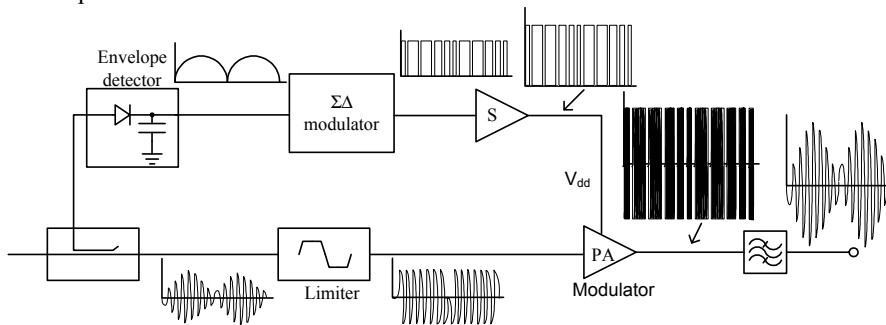 Envelope
detector
ΣΔ
modulator
S
V_dd
PA
Modulator
Limiter